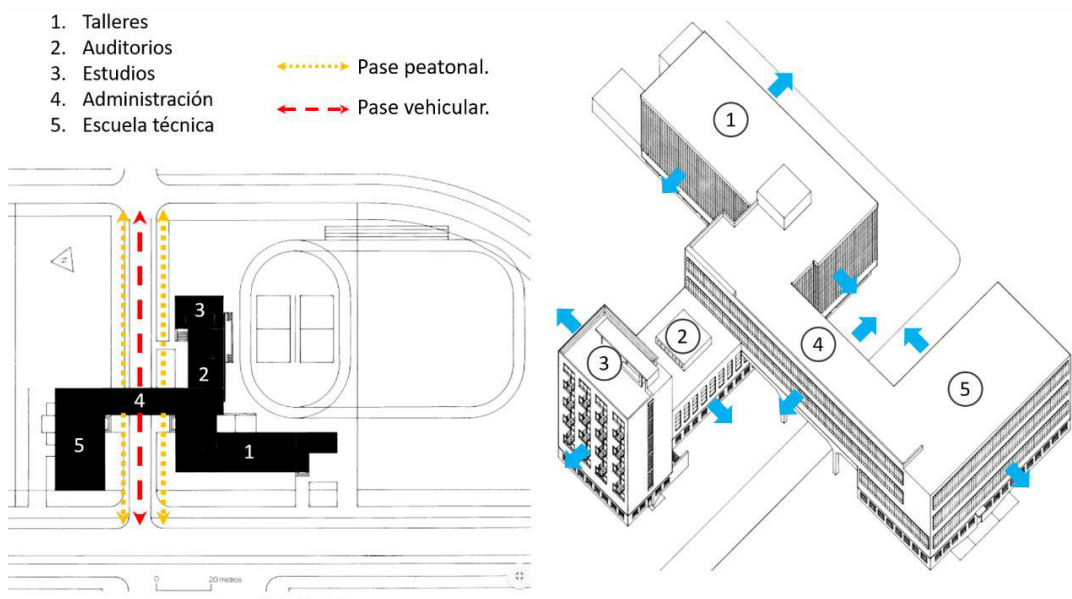 1. Talleres
2. Auditorios
3. Estudios
4. Administración
5. Escuela técnica
Pase peatonal.
Pase vehicular.
N
3
2
4
5
1
0 20 metros
1
2
3
4
5